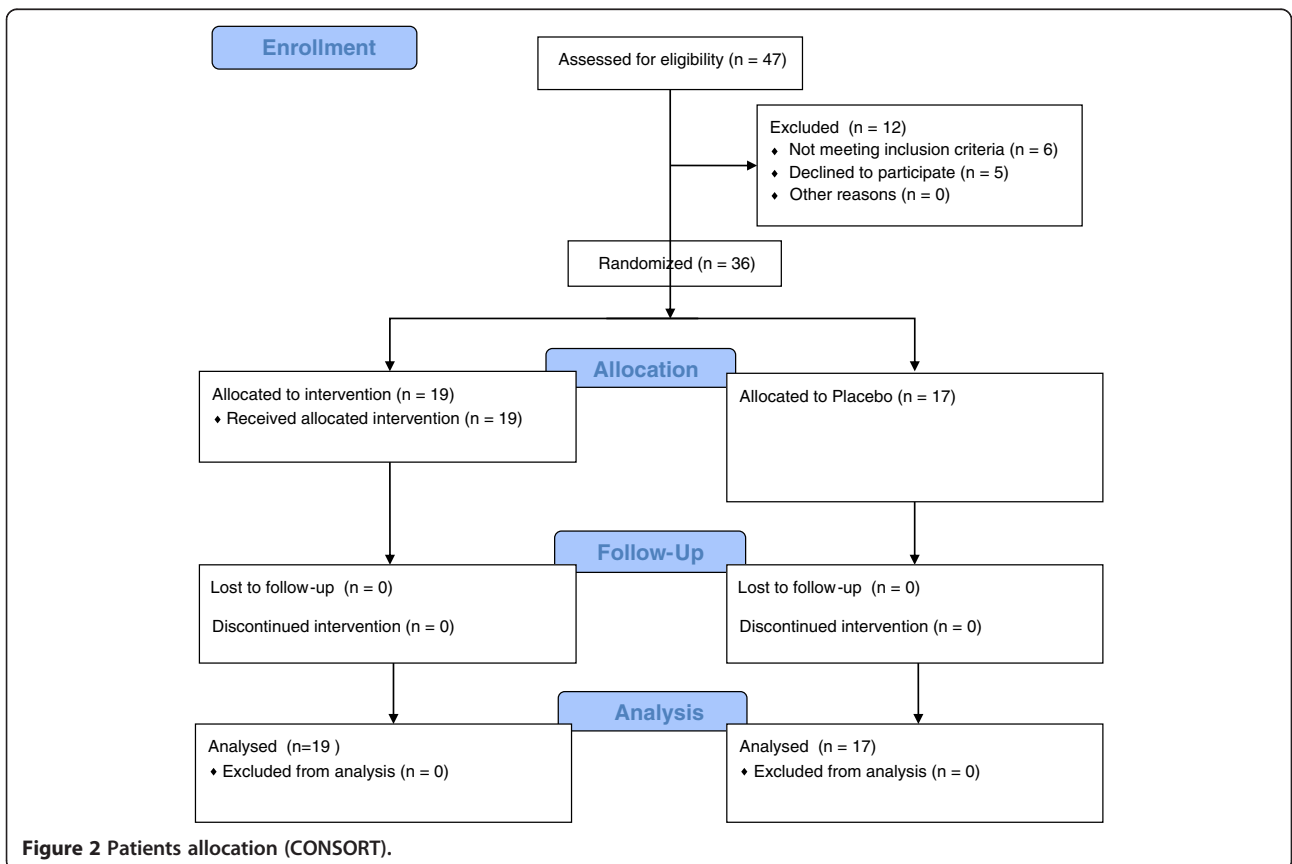 Enrollment
Assessed for eligibility (n = 47)
Excluded (n = 12)
♦ Not meeting inclusion criteria (n = 6)
♦ Declined to participate (n = 5)
♦ Other reasons (n = 0)
Randomized (n = 36)
Allocation
Allocated to intervention (n = 19)
♦ Received allocated intervention (n = 19)
Allocated to Placebo (n = 17)
Follow-Up
Lost to follow-up (n = 0)
Discontinued intervention (n = 0)
Lost to follow-up (n = 0)
Discontinued intervention (n = 0)
Analysis
Analysed (n=19 )
♦ Excluded from analysis (n = 0)
Analysed (n = 17)
♦ Excluded from analysis (n = 0)
Figure 2 Patients allocation (CONSORT).